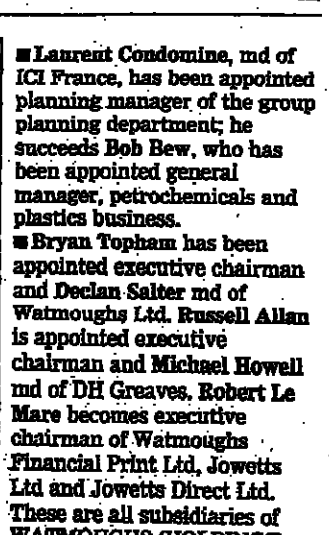 ■ Laurent Condomine, md of
ICI France, has been appointed
planning manager of the group
planning department; he
succeeds Bob Bew, who has
been appointed general
manager, petrochemicals and
plastics business.
■ Bryan Topham has been
appointed executive chairman
and Declan Salter md of
Watmoughs Ltd. Russell Allan
is appointed executive
chairman and Michael Howell
md of DH Greaves. Robert Le
Mare becomes executive
chairman of Watmoughs
Financial Print Ltd, Jowetts
Ltd and Jowetts Direct Ltd.
These are all subsidiaries of